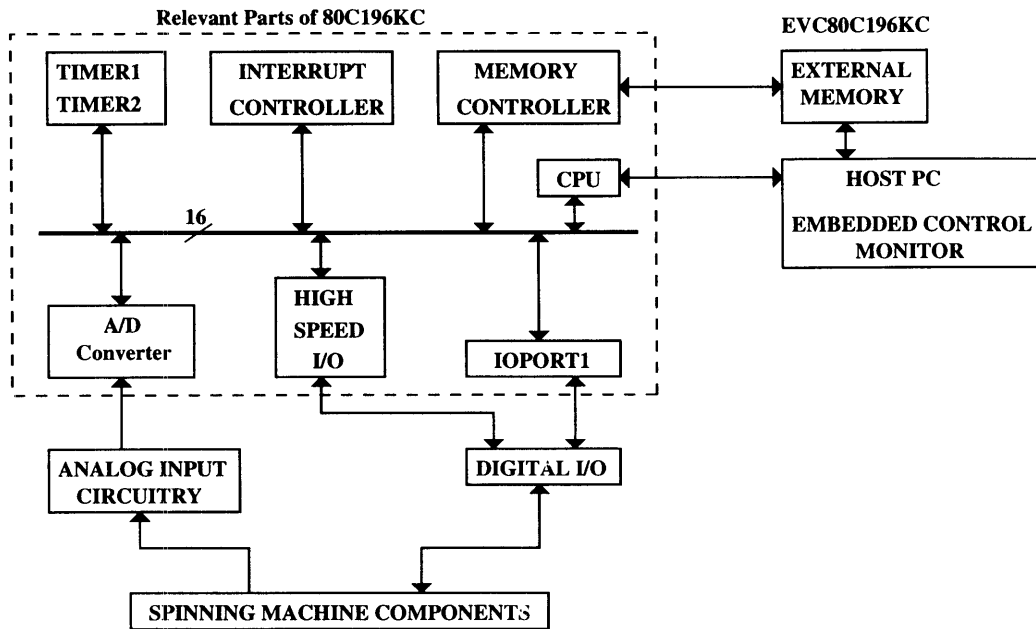 Relevant Parts of 80C196KC
EVC80C196KC
TIMER1
TIMER2
INTERRUPT
CONTROLLER
MEMORY
CONTROLLER
EXTERNAL
MEMORY
CPU
HOST PC
EMBEDDED CONTROL
MONITOR
16
A/D
Converter
HIGH
SPEED
I/O
IOPORT1
ANALOG INPUT
CIRCUITRY
DIGITAL I/O
SPINNING MACHINE COMPONENTS